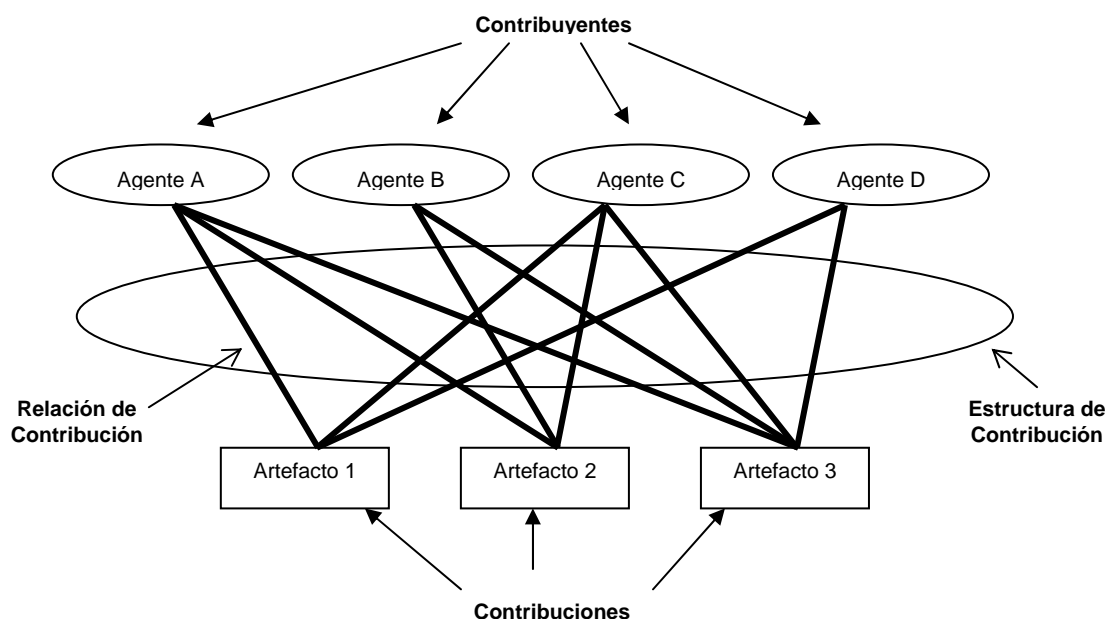 Contribuyentes
Agente A
Agente B
Agente C
Agente D
Relación de
Contribución
Estructura de
Contribución
Artefacto 1
Artefacto 2
Artefacto 3
Contribuciones